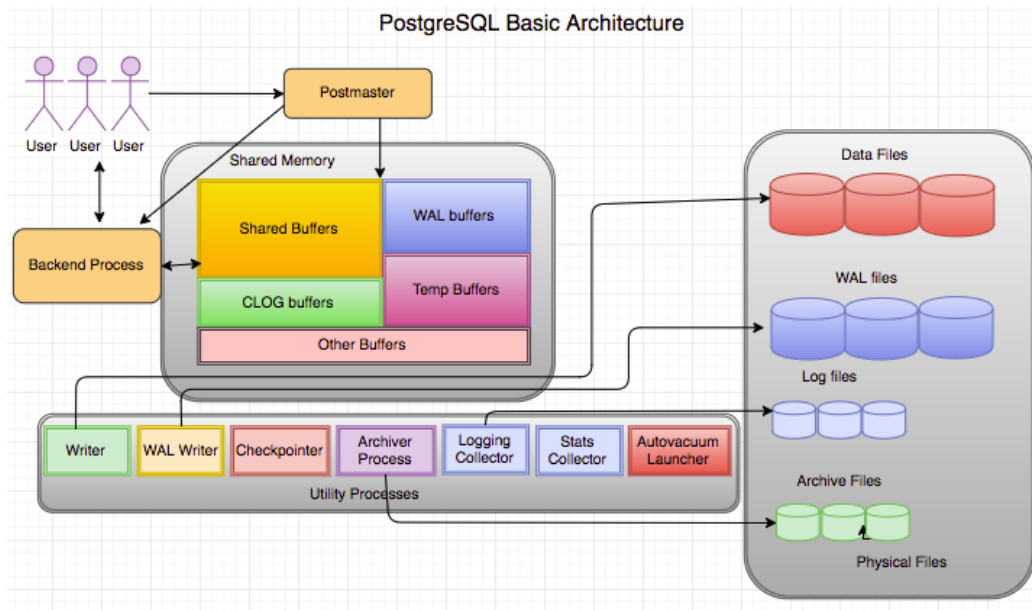 PostgreSQL Basic Architecture
Postmaster
User User User
Shared Memory
Data Files
Shared Buffers
WAL buffers
Backend Process
Temp Buffers
CLOG buffers
WAL files
Other Buffers
Log files
Writer
WAL Writer
Checkpointer
Archiver
Process
Logging
Collector
Stats
Collector
Autovacuum
Launcher
Utility Processes
Archive Files
Physical Files